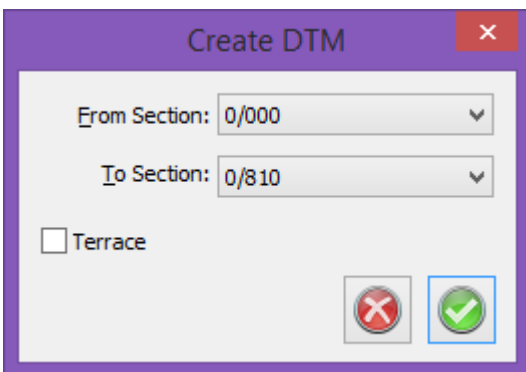 Create DTM
From Section: 0/000
To Section: 0/810
Terrace